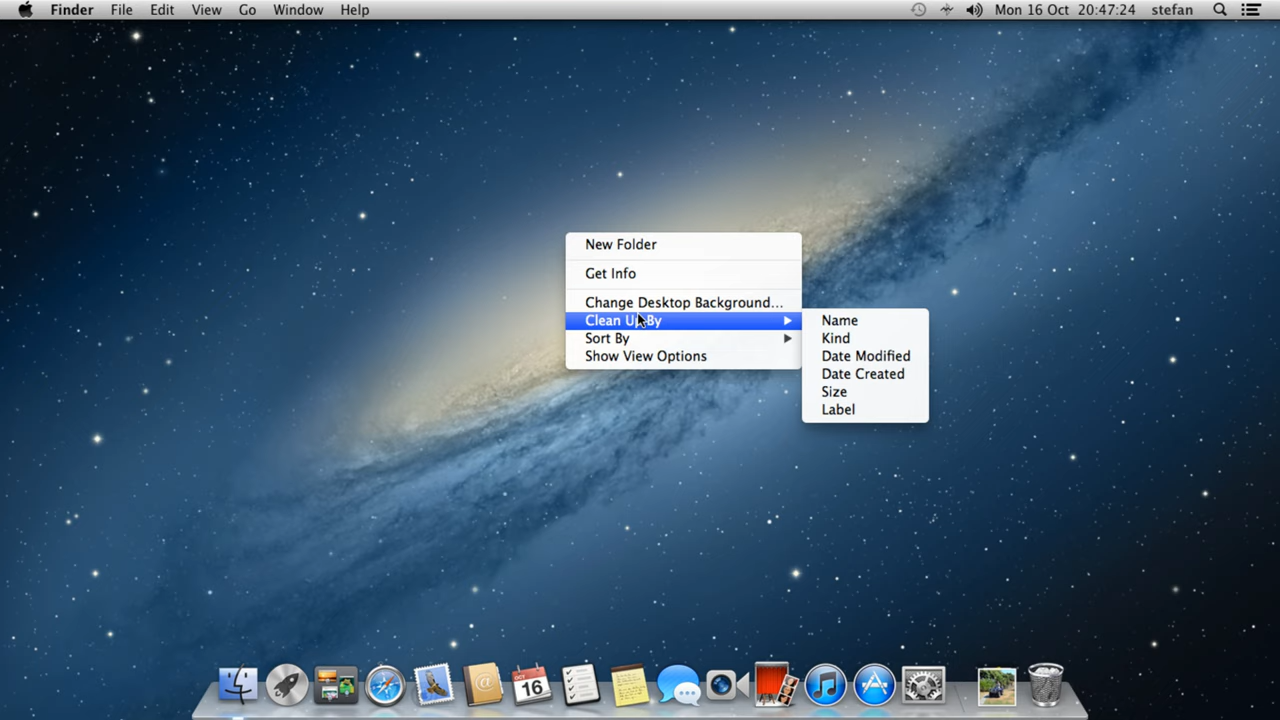 Finder File Edit View Go Window Help Mon 16 Oct 20:47:24 stefan
New Folder
Get Info
Change Desktop Background...
Clean Up By
Sort By
Show View Options
Name
Kind
Date Modified
Date Created
Size
Label
OCT
16